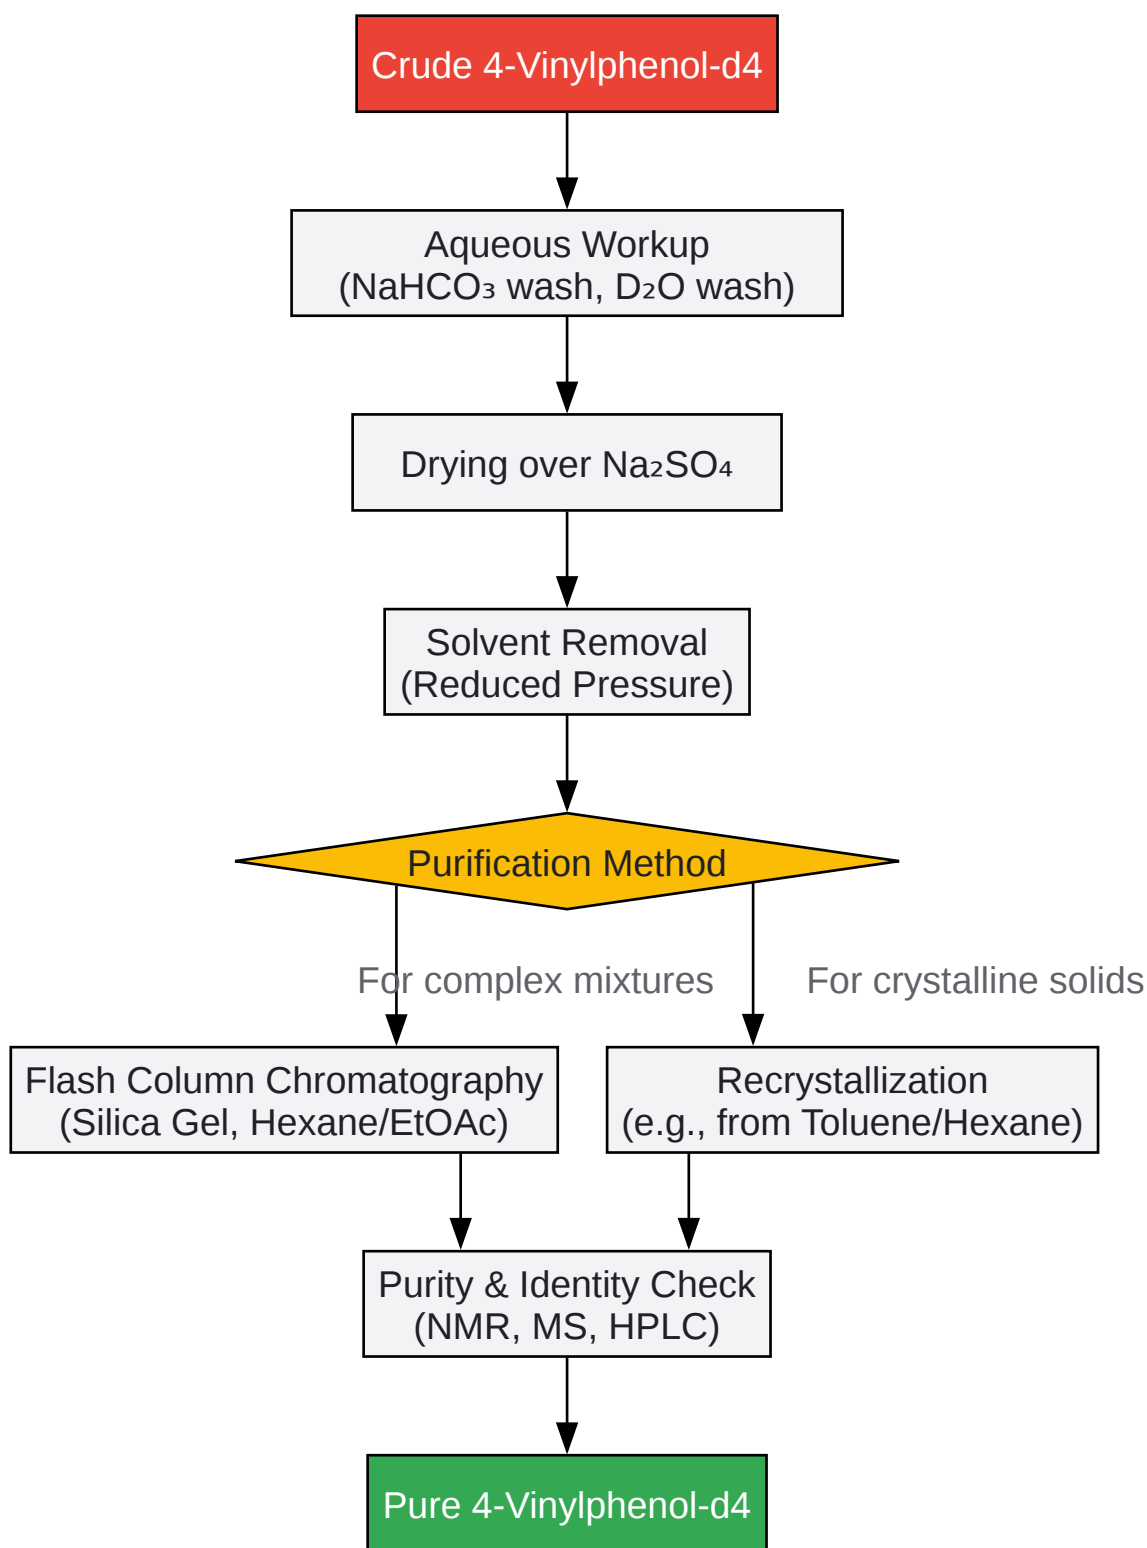 Crude 4-Vinylphenol-d4
Aqueous Workup
(NaHCO₃ wash, D₂O wash)
Drying over Na₂SO₄
Solvent Removal
(Reduced Pressure)
Purification Method
For complex mixtures
For crystalline solids
Flash Column Chromatography
(Silica Gel, Hexane/EtOAc)
Recrystallization
(e.g., from Toluene/Hexane)
Purity & Identity Check
(NMR, MS, HPLC)
Pure 4-Vinylphenol-d4